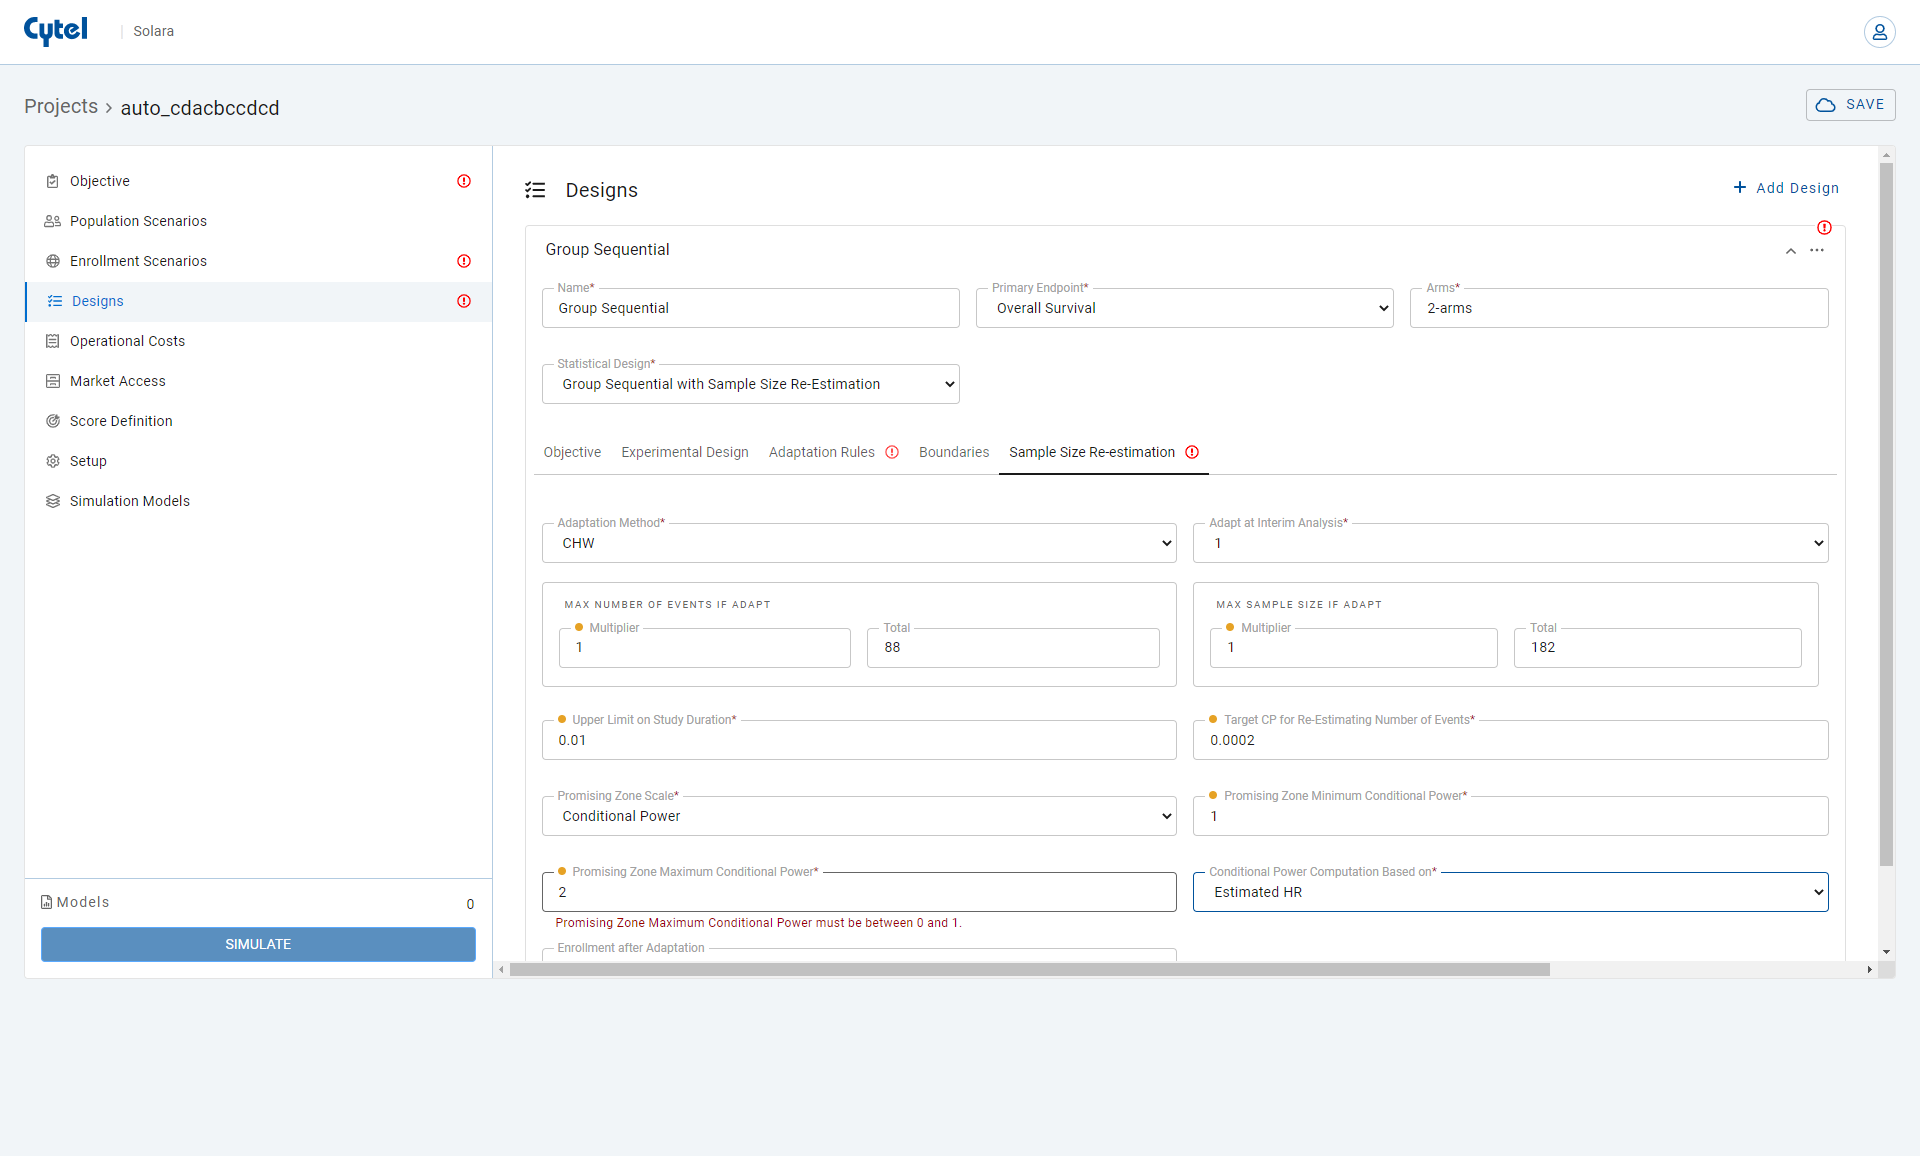 Cytel
Solara
Projects › auto_cdacbccdcd
SAVE
Objective
Population Scenarios
Enrollment Scenarios
Designs
Operational Costs
Market Access
Score Definition
Setup
Simulation Models
Models 0
SIMULATE
Designs
+ Add Design
Group Sequential
Name*
Group Sequential
Primary Endpoint*
Overall Survival
Arms*
2-arms
Statistical Design*
Group Sequential with Sample Size Re-Estimation
Objective Experimental Design Adaptation Rules Boundaries Sample Size Re-estimation
Adaptation Method*
CHW
Adapt at Interim Analysis*
1
MAX NUMBER OF EVENTS IF ADAPT
Multiplier
1
Total
88
MAX SAMPLE SIZE IF ADAPT
Multiplier
1
Total
182
Upper Limit on Study Duration*
0.01
Target CP for Re-Estimating Number of Events*
0.0002
Promising Zone Scale*
Conditional Power
Promising Zone Minimum Conditional Power*
1
Promising Zone Maximum Conditional Power*
2
Promising Zone Maximum Conditional Power must be between 0 and 1.
Conditional Power Computation Based on*
Estimated HR
Enrollment after Adaptation